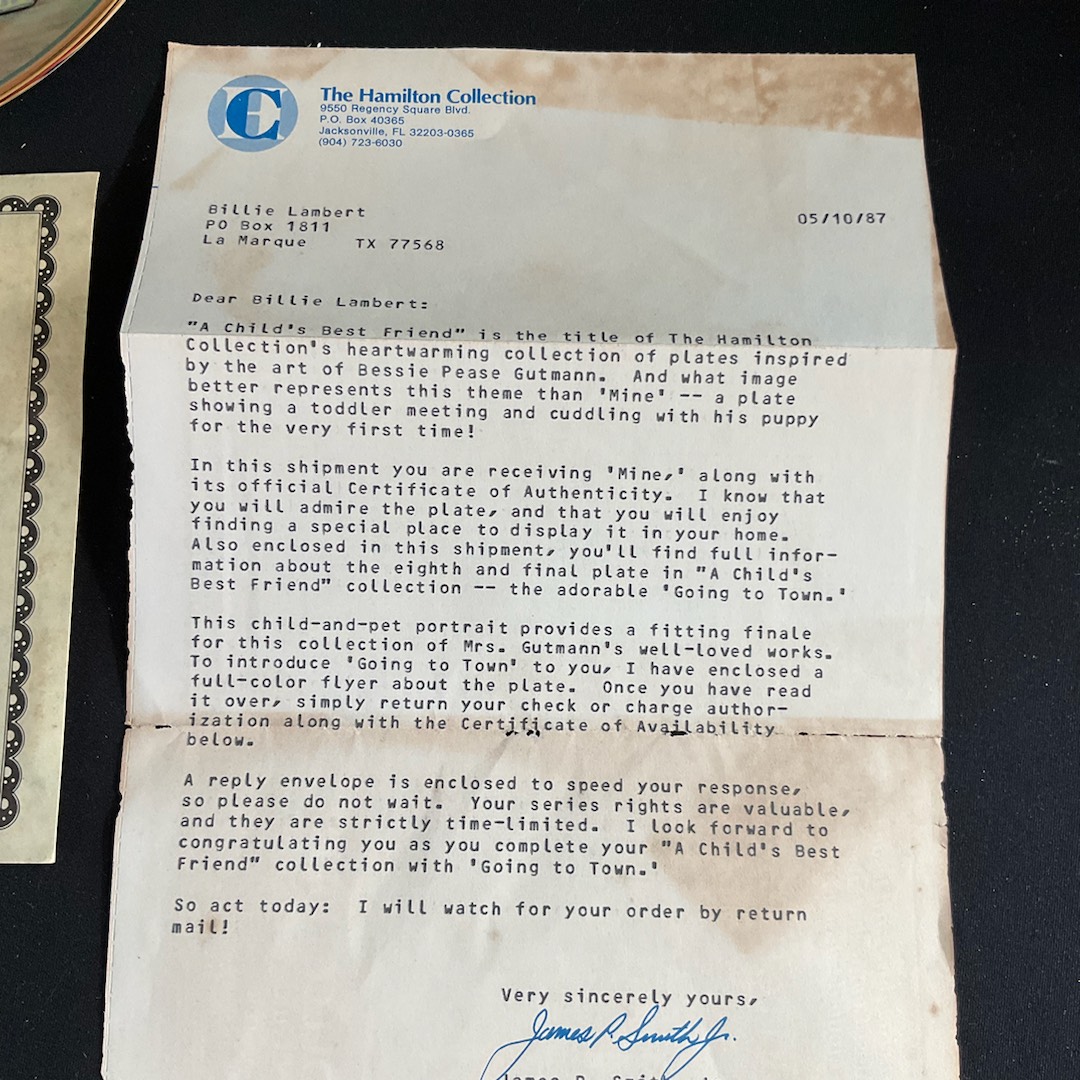 The Hamilton Collection
9550 Regency Square Blvd.
P.O. Box 40365
Jacksonville, FL 32203-0365
(904) 723-6030
Billie Lambert
PO Box 1811
La Marque TX 77568
05/10/87
Dear Billie Lambert:
"A Child's Best Friend" is the title of The Hamilton
Collection's heartwarming collection of plates inspired
by the art of Bessie Pease Gutmann. And what image
better represents this theme than 'Mine' -- a plate
showing a toddler meeting and cuddling with his puppy
for the very first time!
In this shipment you are receiving 'Mine,' along with
its official Certificate of Authenticity. I know that
you will admire the plate, and that you will enjoy
finding a special place to display it in your home.
Also enclosed in this shipment, you'll find full infor-
mation about the eighth and final plate in "A Child's
Best Friend" collection -- the adorable 'Going to Town.'
This child-and-pet portrait provides a fitting finale
for this collection of Mrs. Gutmann's well-loved works.
To introduce 'Going to Town' to you, I have enclosed a
full-color flyer about the plate. Once you have read
it over, simply return your check or charge author-
ization along with the Certificate of Availability
below.
A reply envelope is enclosed to speed your response,
so please do not wait. Your series rights are valuable,
and they are strictly time-limited. I look forward to
congratulating you as you complete your "A Child's Best
Friend" collection with 'Going to Town.'
So act today: I will watch for your order by return
mail!
Very sincerely yours,
James P. Smith Jr.